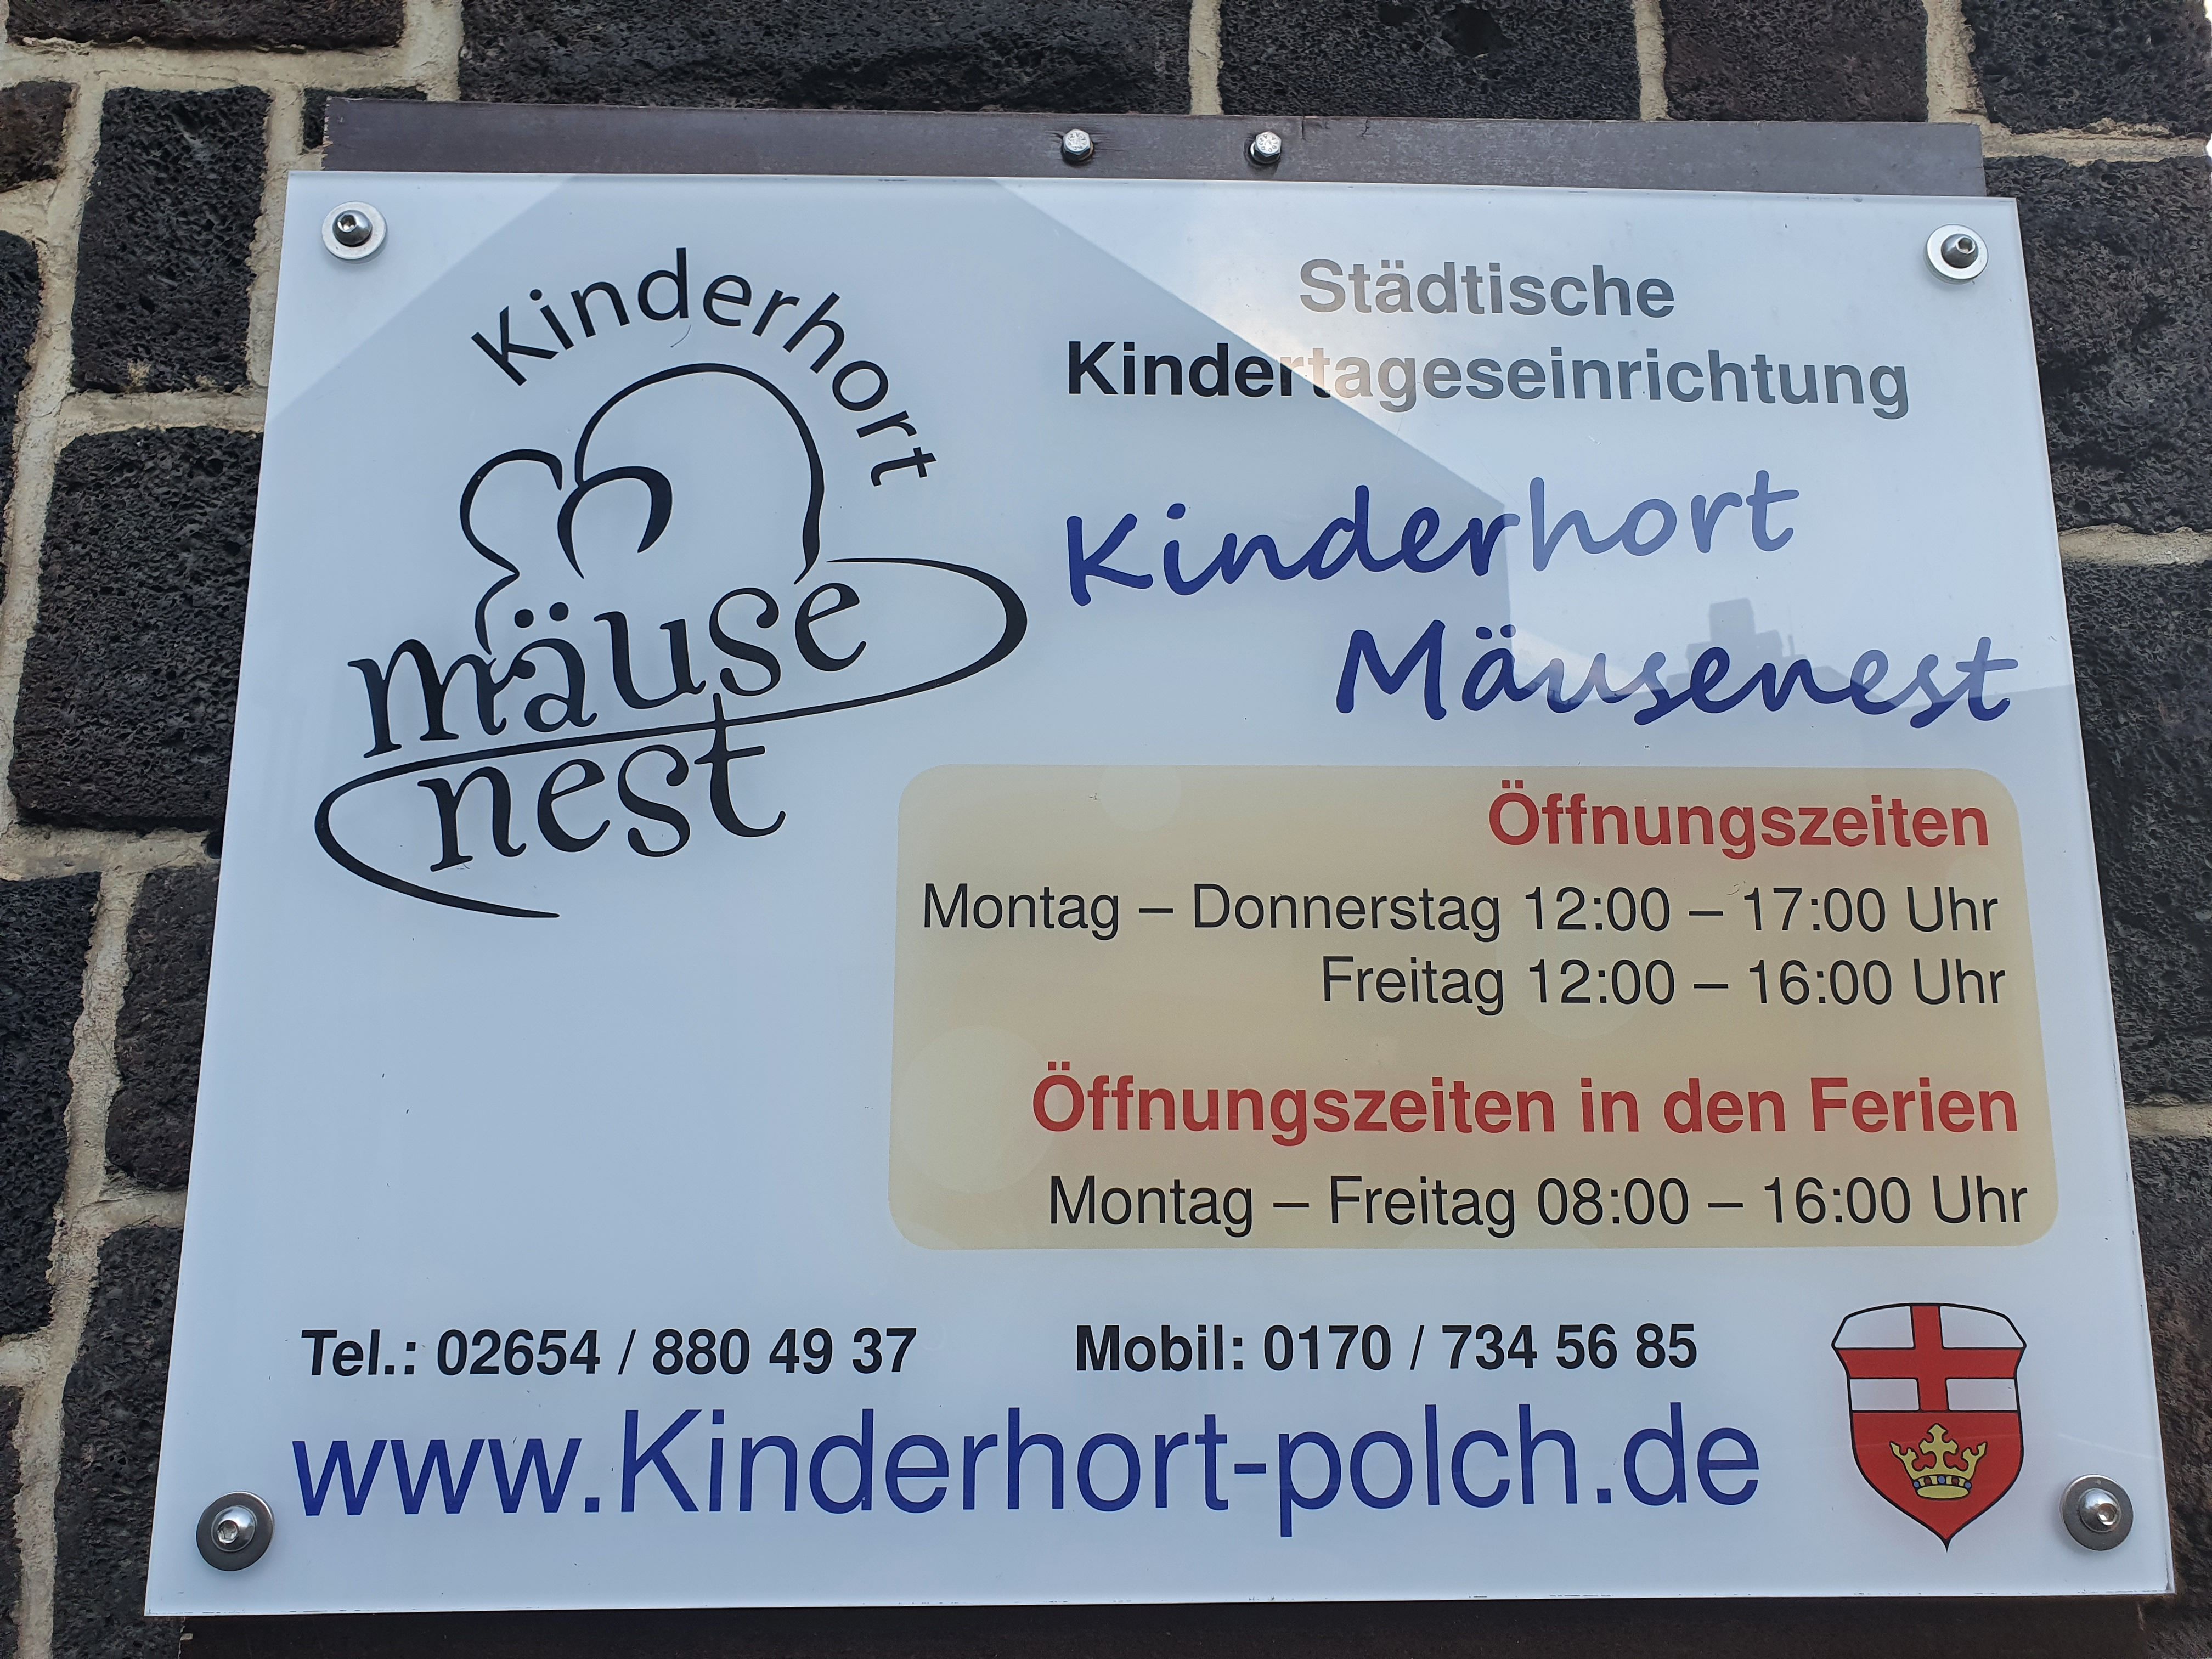 Kinderhort
mäuse
nest
Städtische
Kindertageseinrichtung
Kinderhort
Mäusenest
Öffnungszeiten
Montag – Donnerstag 12:00 – 17:00 Uhr
Freitag 12:00 – 16:00 Uhr
Öffnungszeiten in den Ferien
Montag – Freitag 08:00 – 16:00 Uhr
Tel.: 02654 / 880 49 37 Mobil: 0170 / 734 56 85
www.Kinderhort-polch.de